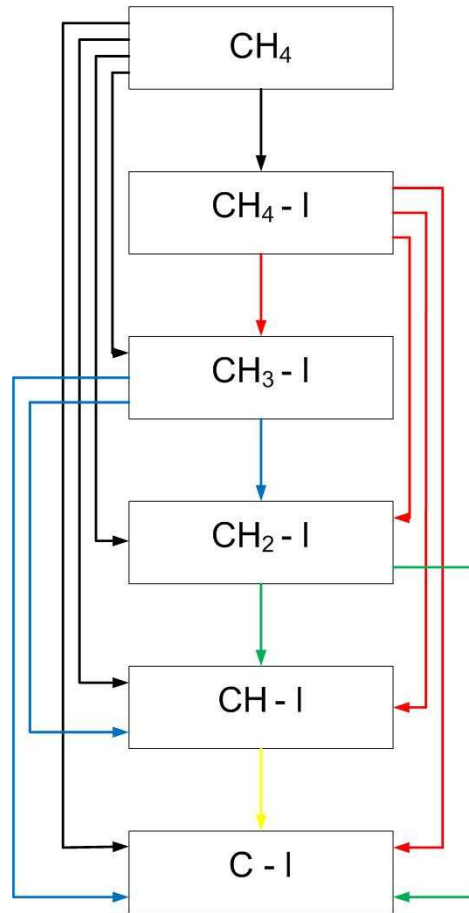 CH₄
CH₄ - I
CH₃ - I
CH₂ - I
CH - I
C - I